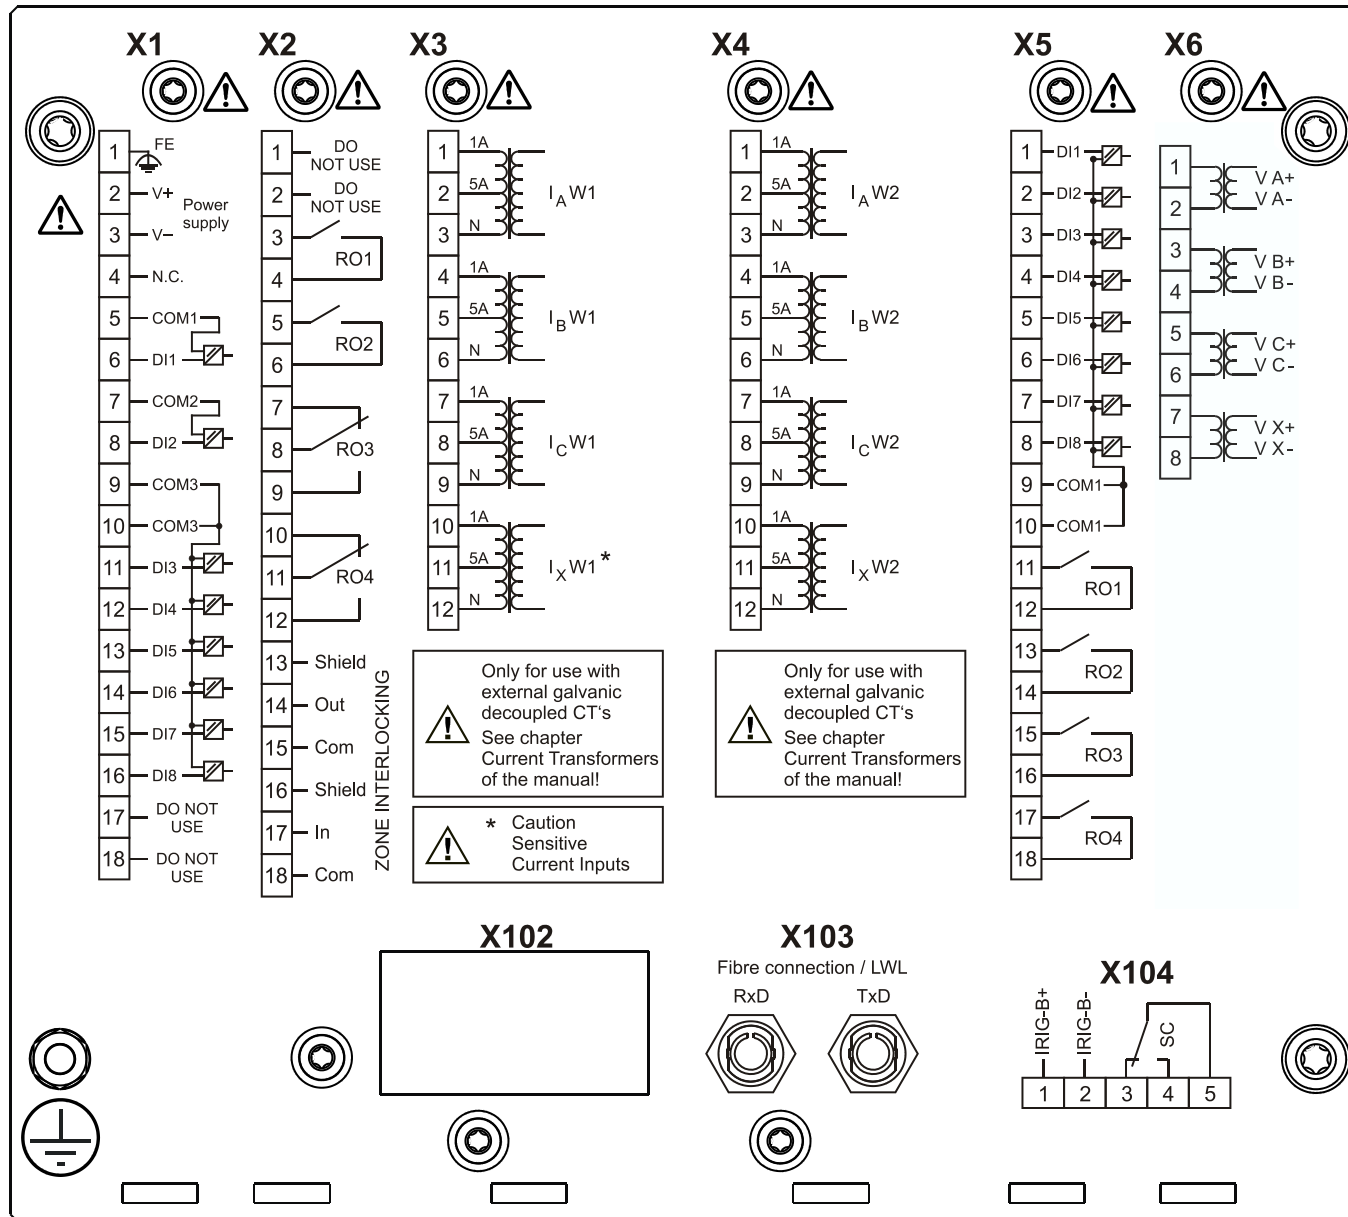 X1
1 FE
2 V+
Power
supply
3 V–
4 N.C.
5 COM1
6 DI1
7 COM2
8 DI2
9 COM3
10 COM3
11 DI3
12 DI4
13 DI5
14 DI6
15 DI7
16 DI8
17 DO NOT
USE
18 DO NOT
USE
X2
1 DO
NOT USE
2 DO
NOT USE
3
RO1
4
5
RO2
6
7
8 RO3
9
10
11 RO4
12
13 Shield
14 Out
15 Com
16 Shield
17 In
18 Com
ZONE INTERLOCKING
X3
1 1A
2 5A IA W1
3 N
4 1A
5 5A IB W1
6 N
7 1A
8 5A IC W1
9 N
10 1A
11 5A IX W1 *
12 N
Only for use with
external galvanic
decoupled CT‘s
See chapter
Current Transformers
of the manual!
* Caution
Sensitive
Current Inputs
X4
1 1A
2 5A IA W2
3 N
4 1A
5 5A IB W2
6 N
7 1A
8 5A IC W2
9 N
10 1A
11 5A IX W2
12 N
Only for use with
external galvanic
decoupled CT‘s
See chapter
Current Transformers
of the manual!
X5
1 DI1
2 DI2
3 DI3
4 DI4
5 DI5
6 DI6
7 DI7
8 DI8
9 COM1
10 COM1
11
RO1
12
13
RO2
14
15
RO3
16
17
RO4
18
X6
1 V A+
2 V A-
3 V B+
4 V B-
5 V C+
6 V C-
7 V X+
8 V X-
X102
X103
Fibre connection / LWL
RxD TxD
X104
IRIG-B+ IRIG-B- SC
1 2 3 4 5